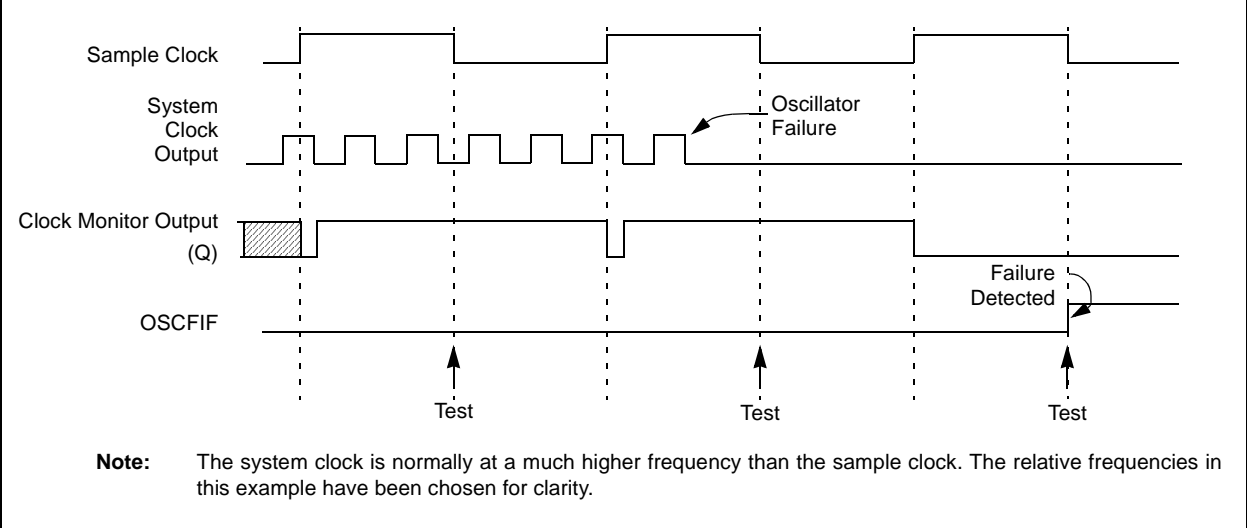 Sample Clock
System
Clock
Output
Oscillator
Failure
Clock Monitor Output
(Q)
Failure
Detected
OSCFIF
Test
Test
Test
Note: The system clock is normally at a much higher frequency than the sample clock. The relative frequencies in
this example have been chosen for clarity.